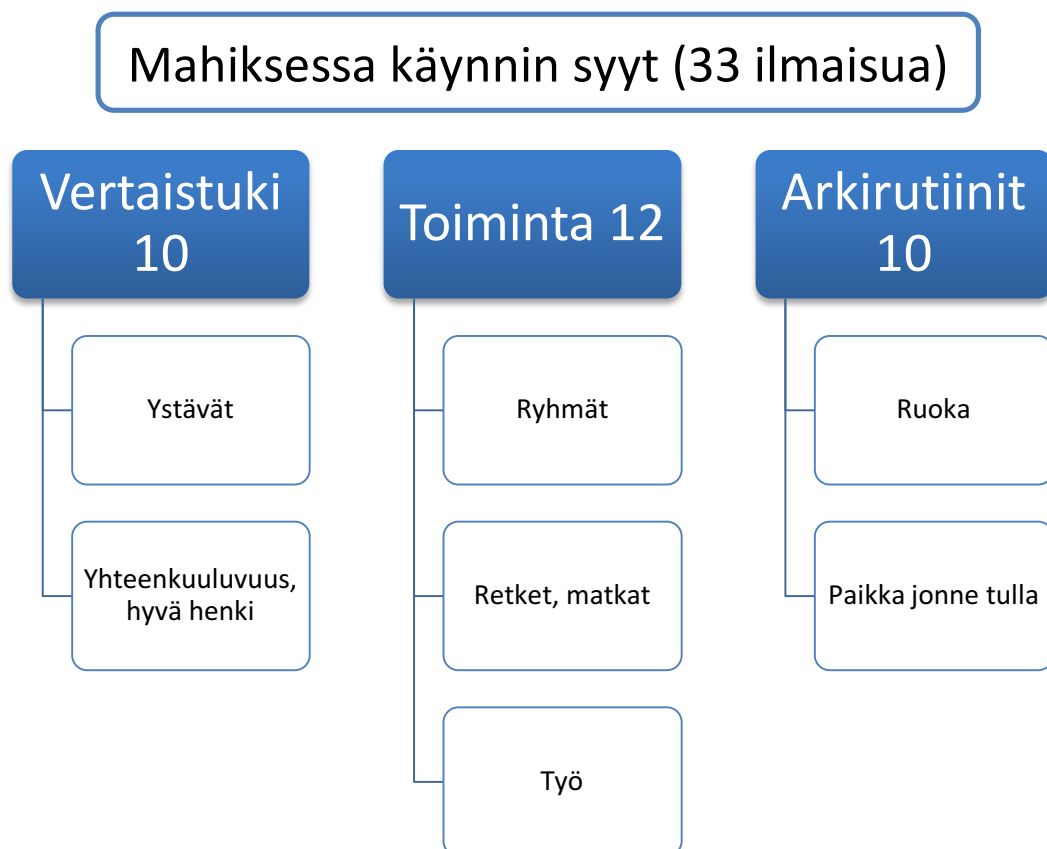 Mahiksessa käynnin syyt (33 ilmaisua)
Vertaistuki
10
Ystävät
Yhteenkuuluvuus,
hyvä henki
Toiminta 12
Ryhmät
Retket, matkat
Työ
Arkirutiinit
10
Ruoka
Paikka jonne tulla